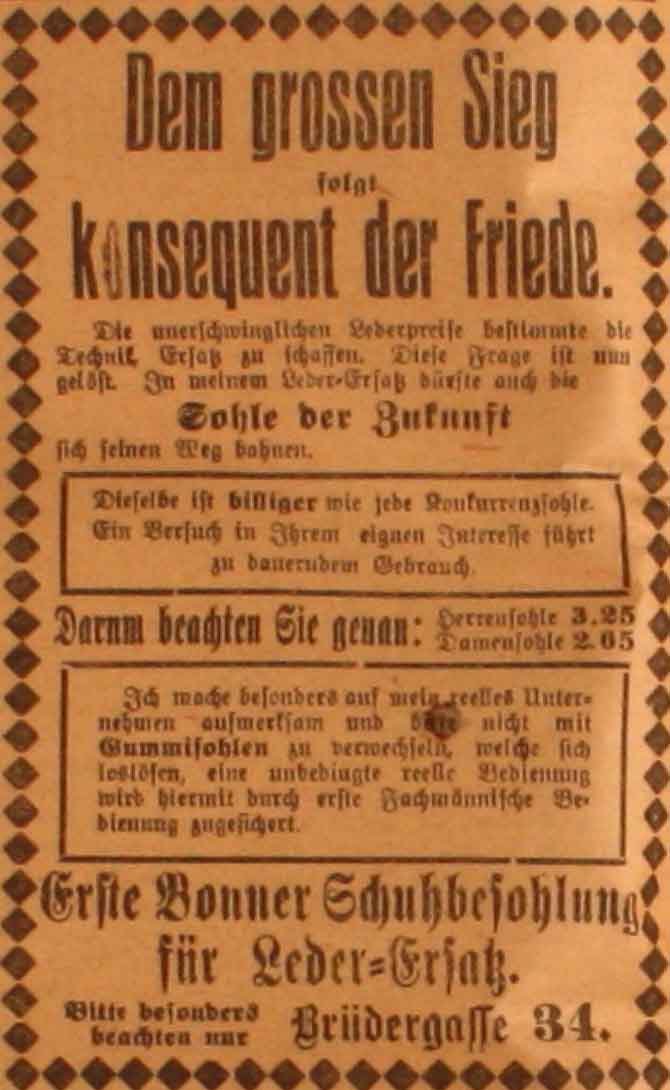 Dem grossen Sieg
folgt
konsequent der Friede.
Die unerschwinglichen Lederpreise bestimmte die
Technik Ersatz zu schaffen. Diese Frage ist nun
gelöst. In meinem Leder-Ersatz dürfte auch die
Sohle der Zukunft
sich seinen Weg bahnen.
Dieselbe ist billiger wie jede Konkurrenzsohle.
Ein Versuch in Ihrem eignen Interesse führt
zu dauerndem Gebrauch.
Darum beachten Sie genau:
Herrensohle 3.25
Damensohle 2.65
Ich mache besonders auf mein reelles Unter-
nehmen aufmerksam und bitte nicht mit
Gummisohlen zu verwechseln, welche sich
loslösen, eine unbedingte reelle Bedienung
wird hiermit durch erste Fachmännische Be-
dienung zugesichert.
Erste Bonner Schuhbesohlung
für Leder-Ersatz.
Bitte besonders
beachten nur
Brüdergasse 34.